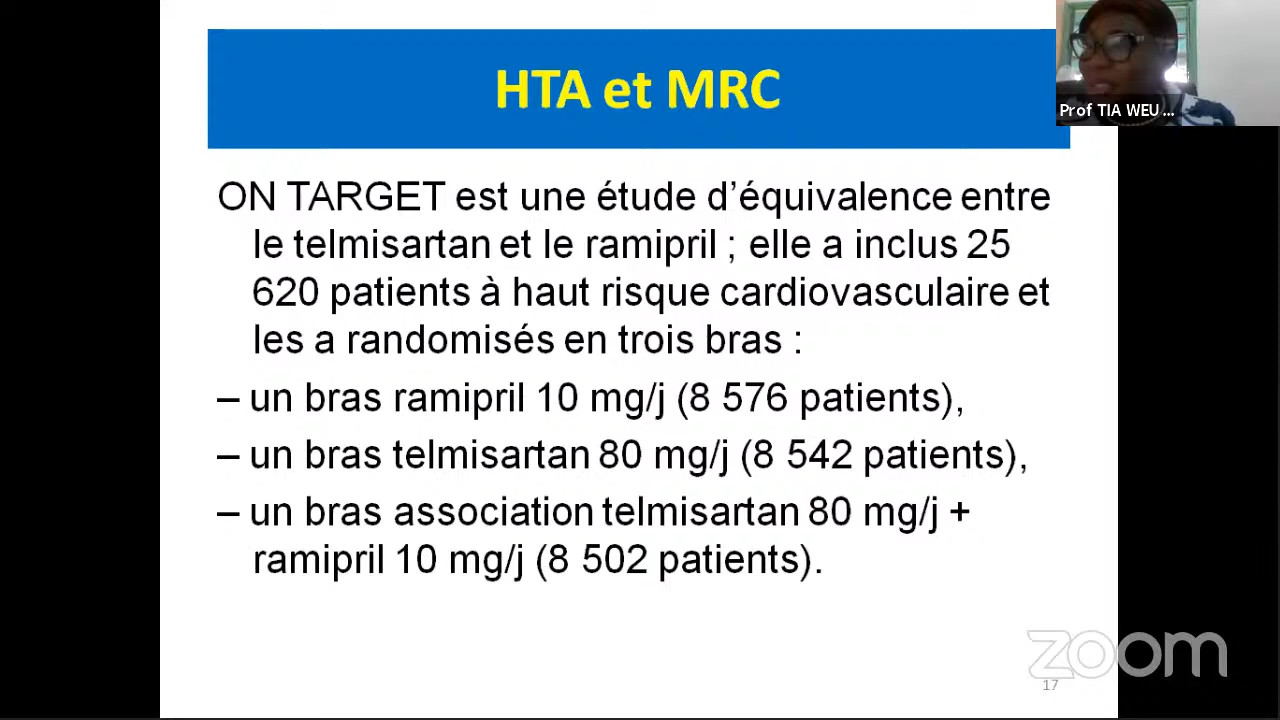 HTA et MRC
Prof TIA WEU ...
ON TARGET est une étude d’équivalence entre
le telmisartan et le ramipril ; elle a inclus 25
620 patients à haut risque cardiovasculaire et
les a randomisés en trois bras :
– un bras ramipril 10 mg/j (8 576 patients),
– un bras telmisartan 80 mg/j (8 542 patients),
– un bras association telmisartan 80 mg/j +
ramipril 10 mg/j (8 502 patients).
zoom
17